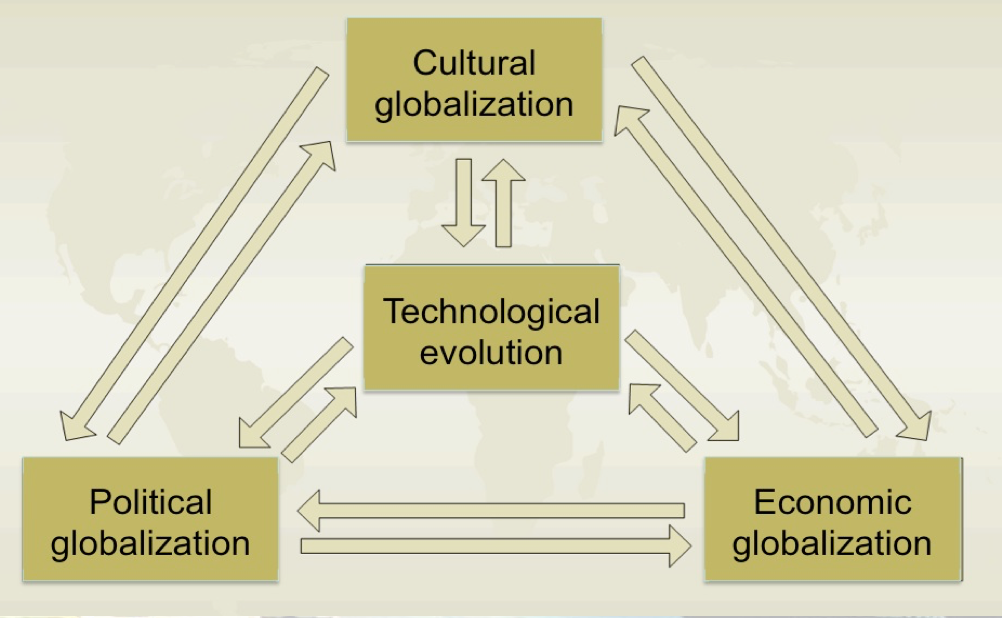 Cultural
globalization
Technological
evolution
Political
globalization
Economic
globalization